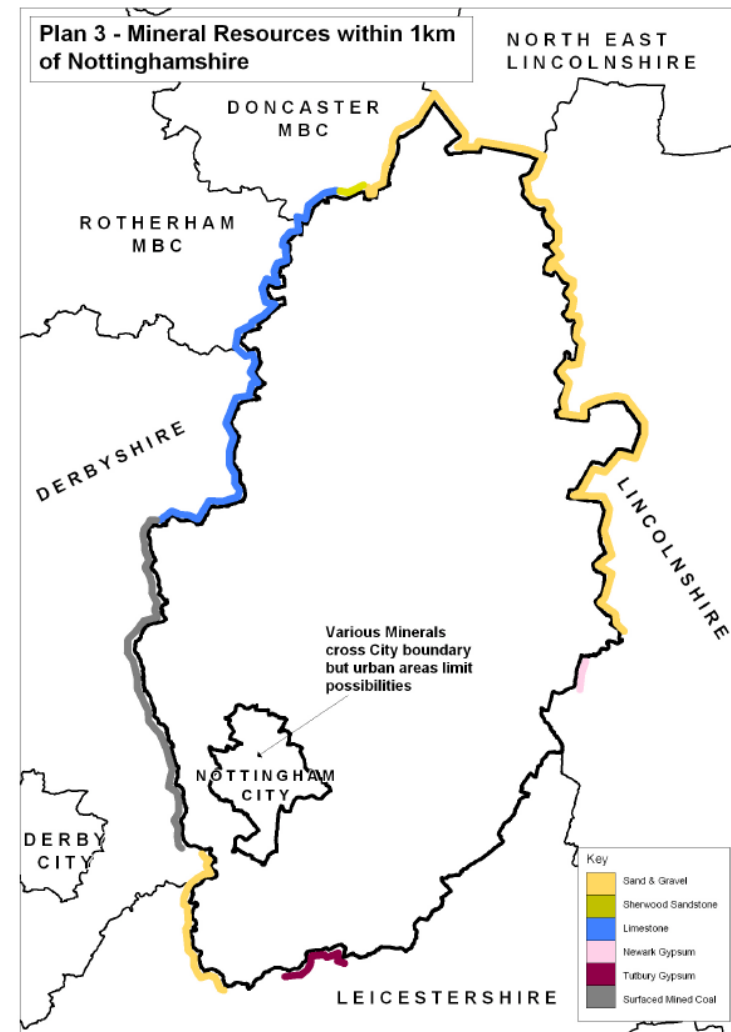 Plan 3 - Mineral Resources within 1km
of Nottinghamshire
NORTH EAST
LINCOLNSHIRE
DONCASTER
MBC
ROTHERHAM
MBC
DERBYSHIRE
LINCOLNSHIRE
Various Minerals
cross City boundary
but urban areas limit
possibilities
NOTTINGHAM
CITY
DERBY
CITY
LEICESTERSHIRE
Key
Sand & Gravel
Sherwood Sandstone
Limestone
Newark Gypsum
Tutbury Gypsum
Surfaced Mined Coal